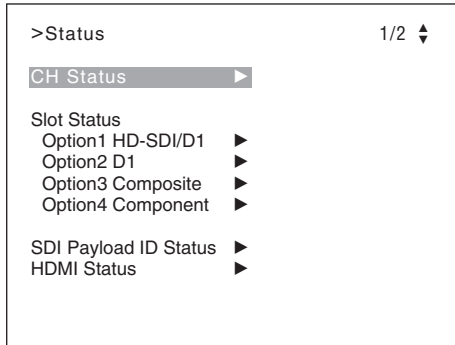 >Status 1/2
CH Status
Slot Status
Option1 HD-SDI/D1
Option2 D1
Option3 Composite
Option4 Component
SDI Payload ID Status
HDMI Status